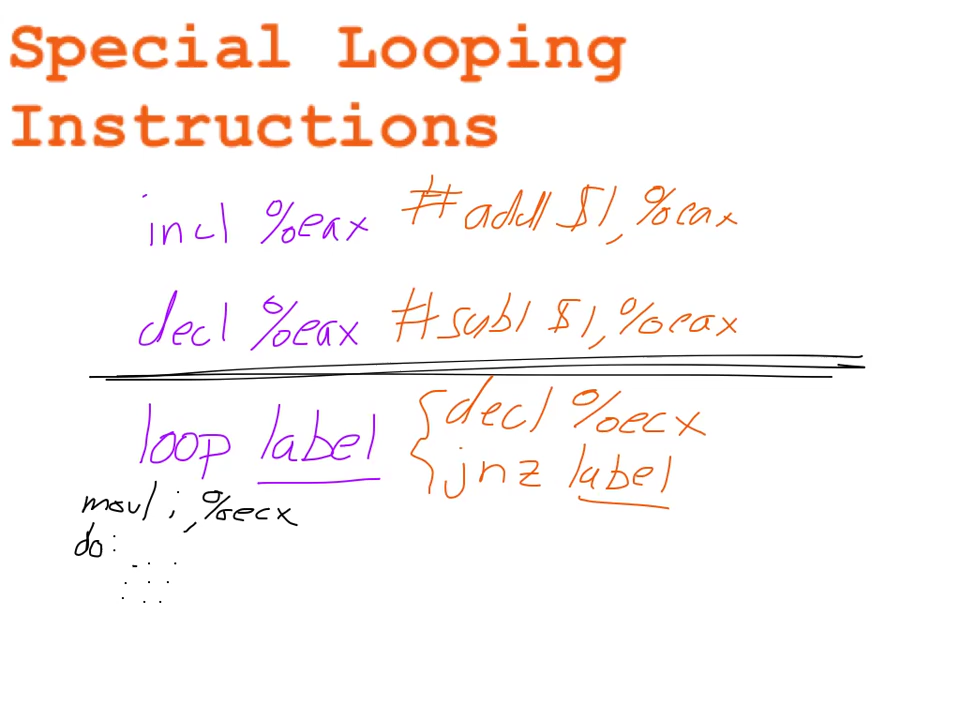 Special Looping
Instructions
incl %eax #addl $1, %eax
decl %eax #subl $1, %eax
loop label { decl %ecx
{ jnz label
movl i, %ecx
do:
. . .
. . .
. . .